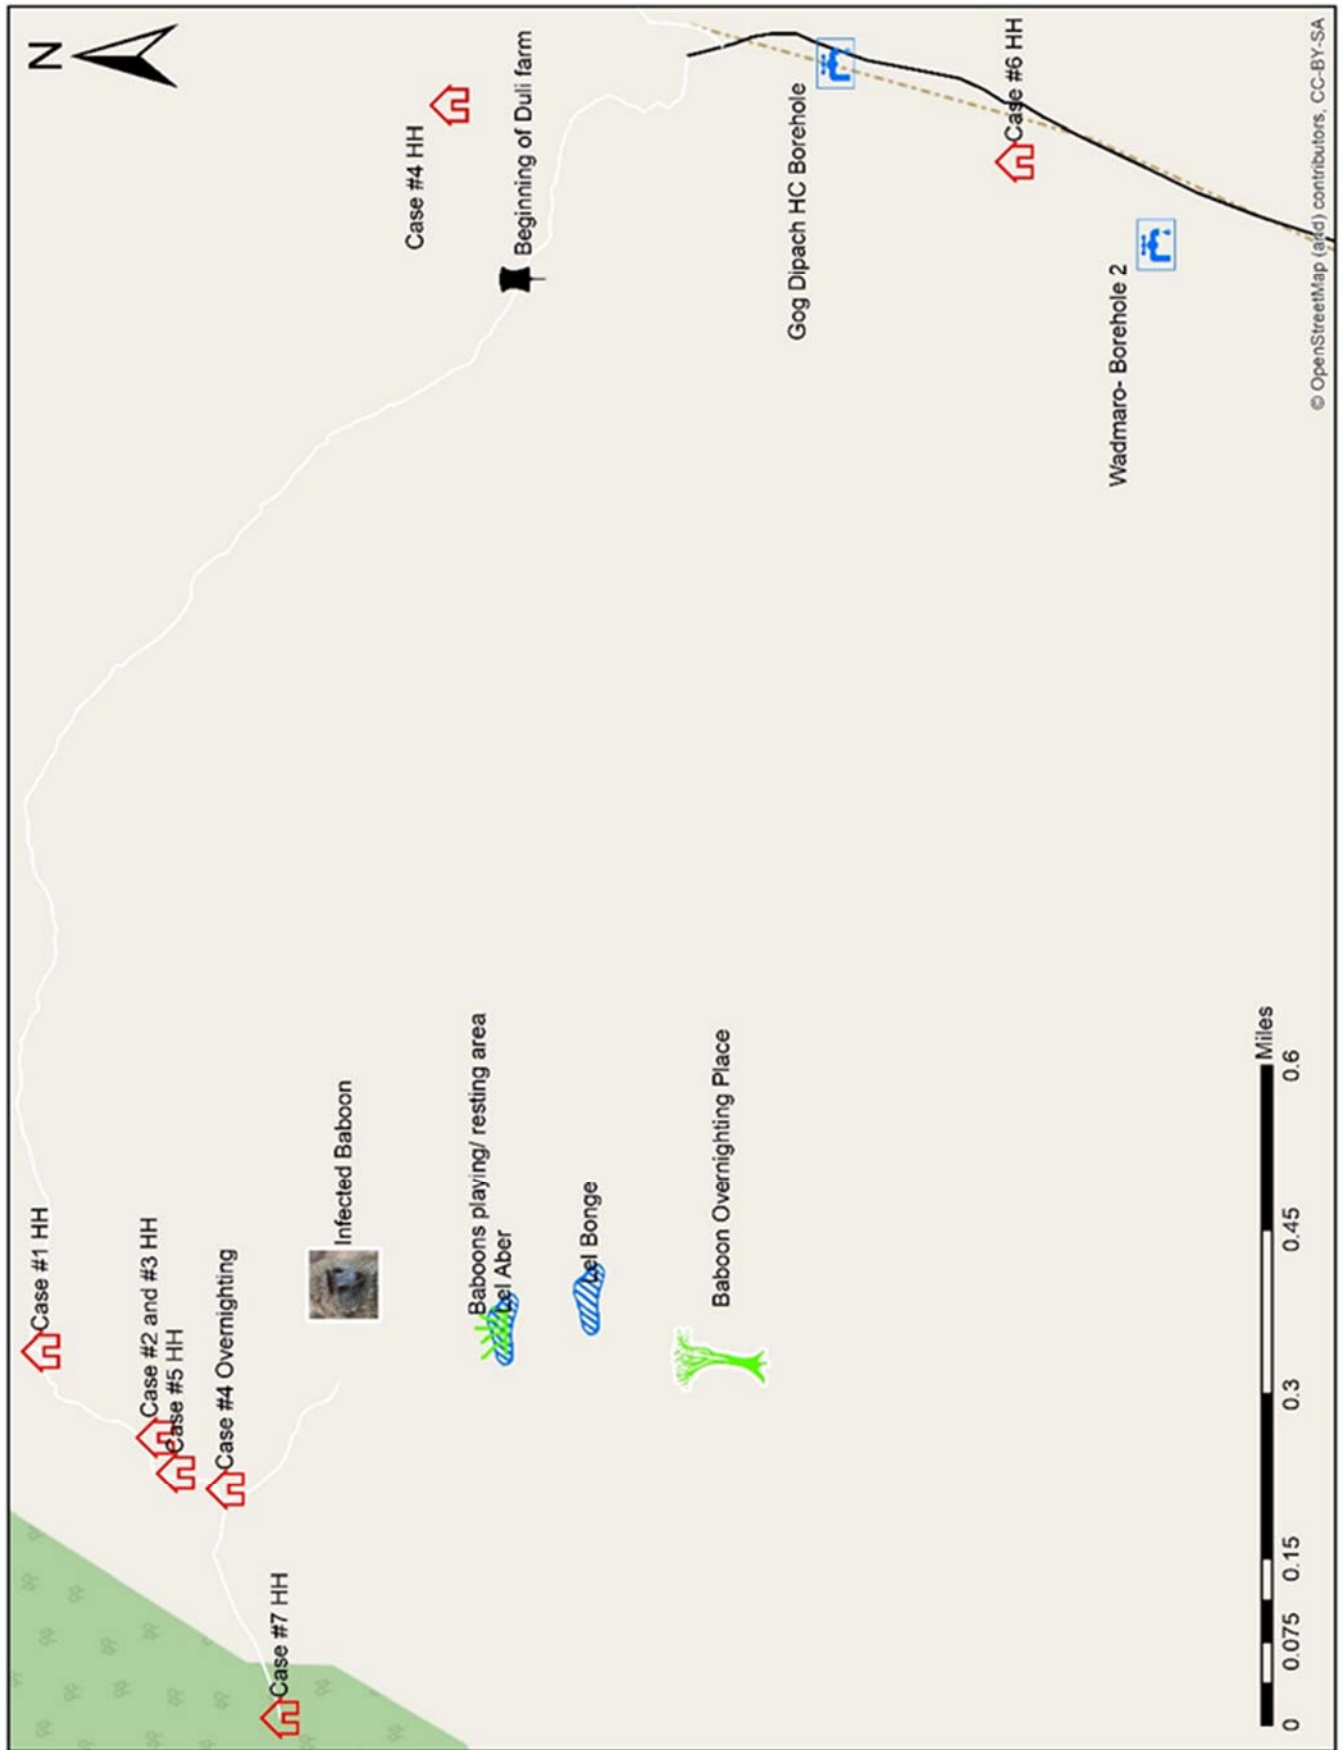 N
Case #1 HH
Case #2 and #3 HH
Case #5 HH
Case #4 Overnighting
Case #7 HH
Infected Baboon
Baboons playing/ resting area
Lel Aber
Lel Bonge
Baboon Overnighting Place
Case #4 HH
Beginning of Duli farm
Gog Dipach HC Borehole
Case #6 HH
Wadmaro- Borehole 2
Miles
0 0.075 0.15 0.3 0.45 0.6
© OpenStreetMap (and) contributors, CC-BY-SA